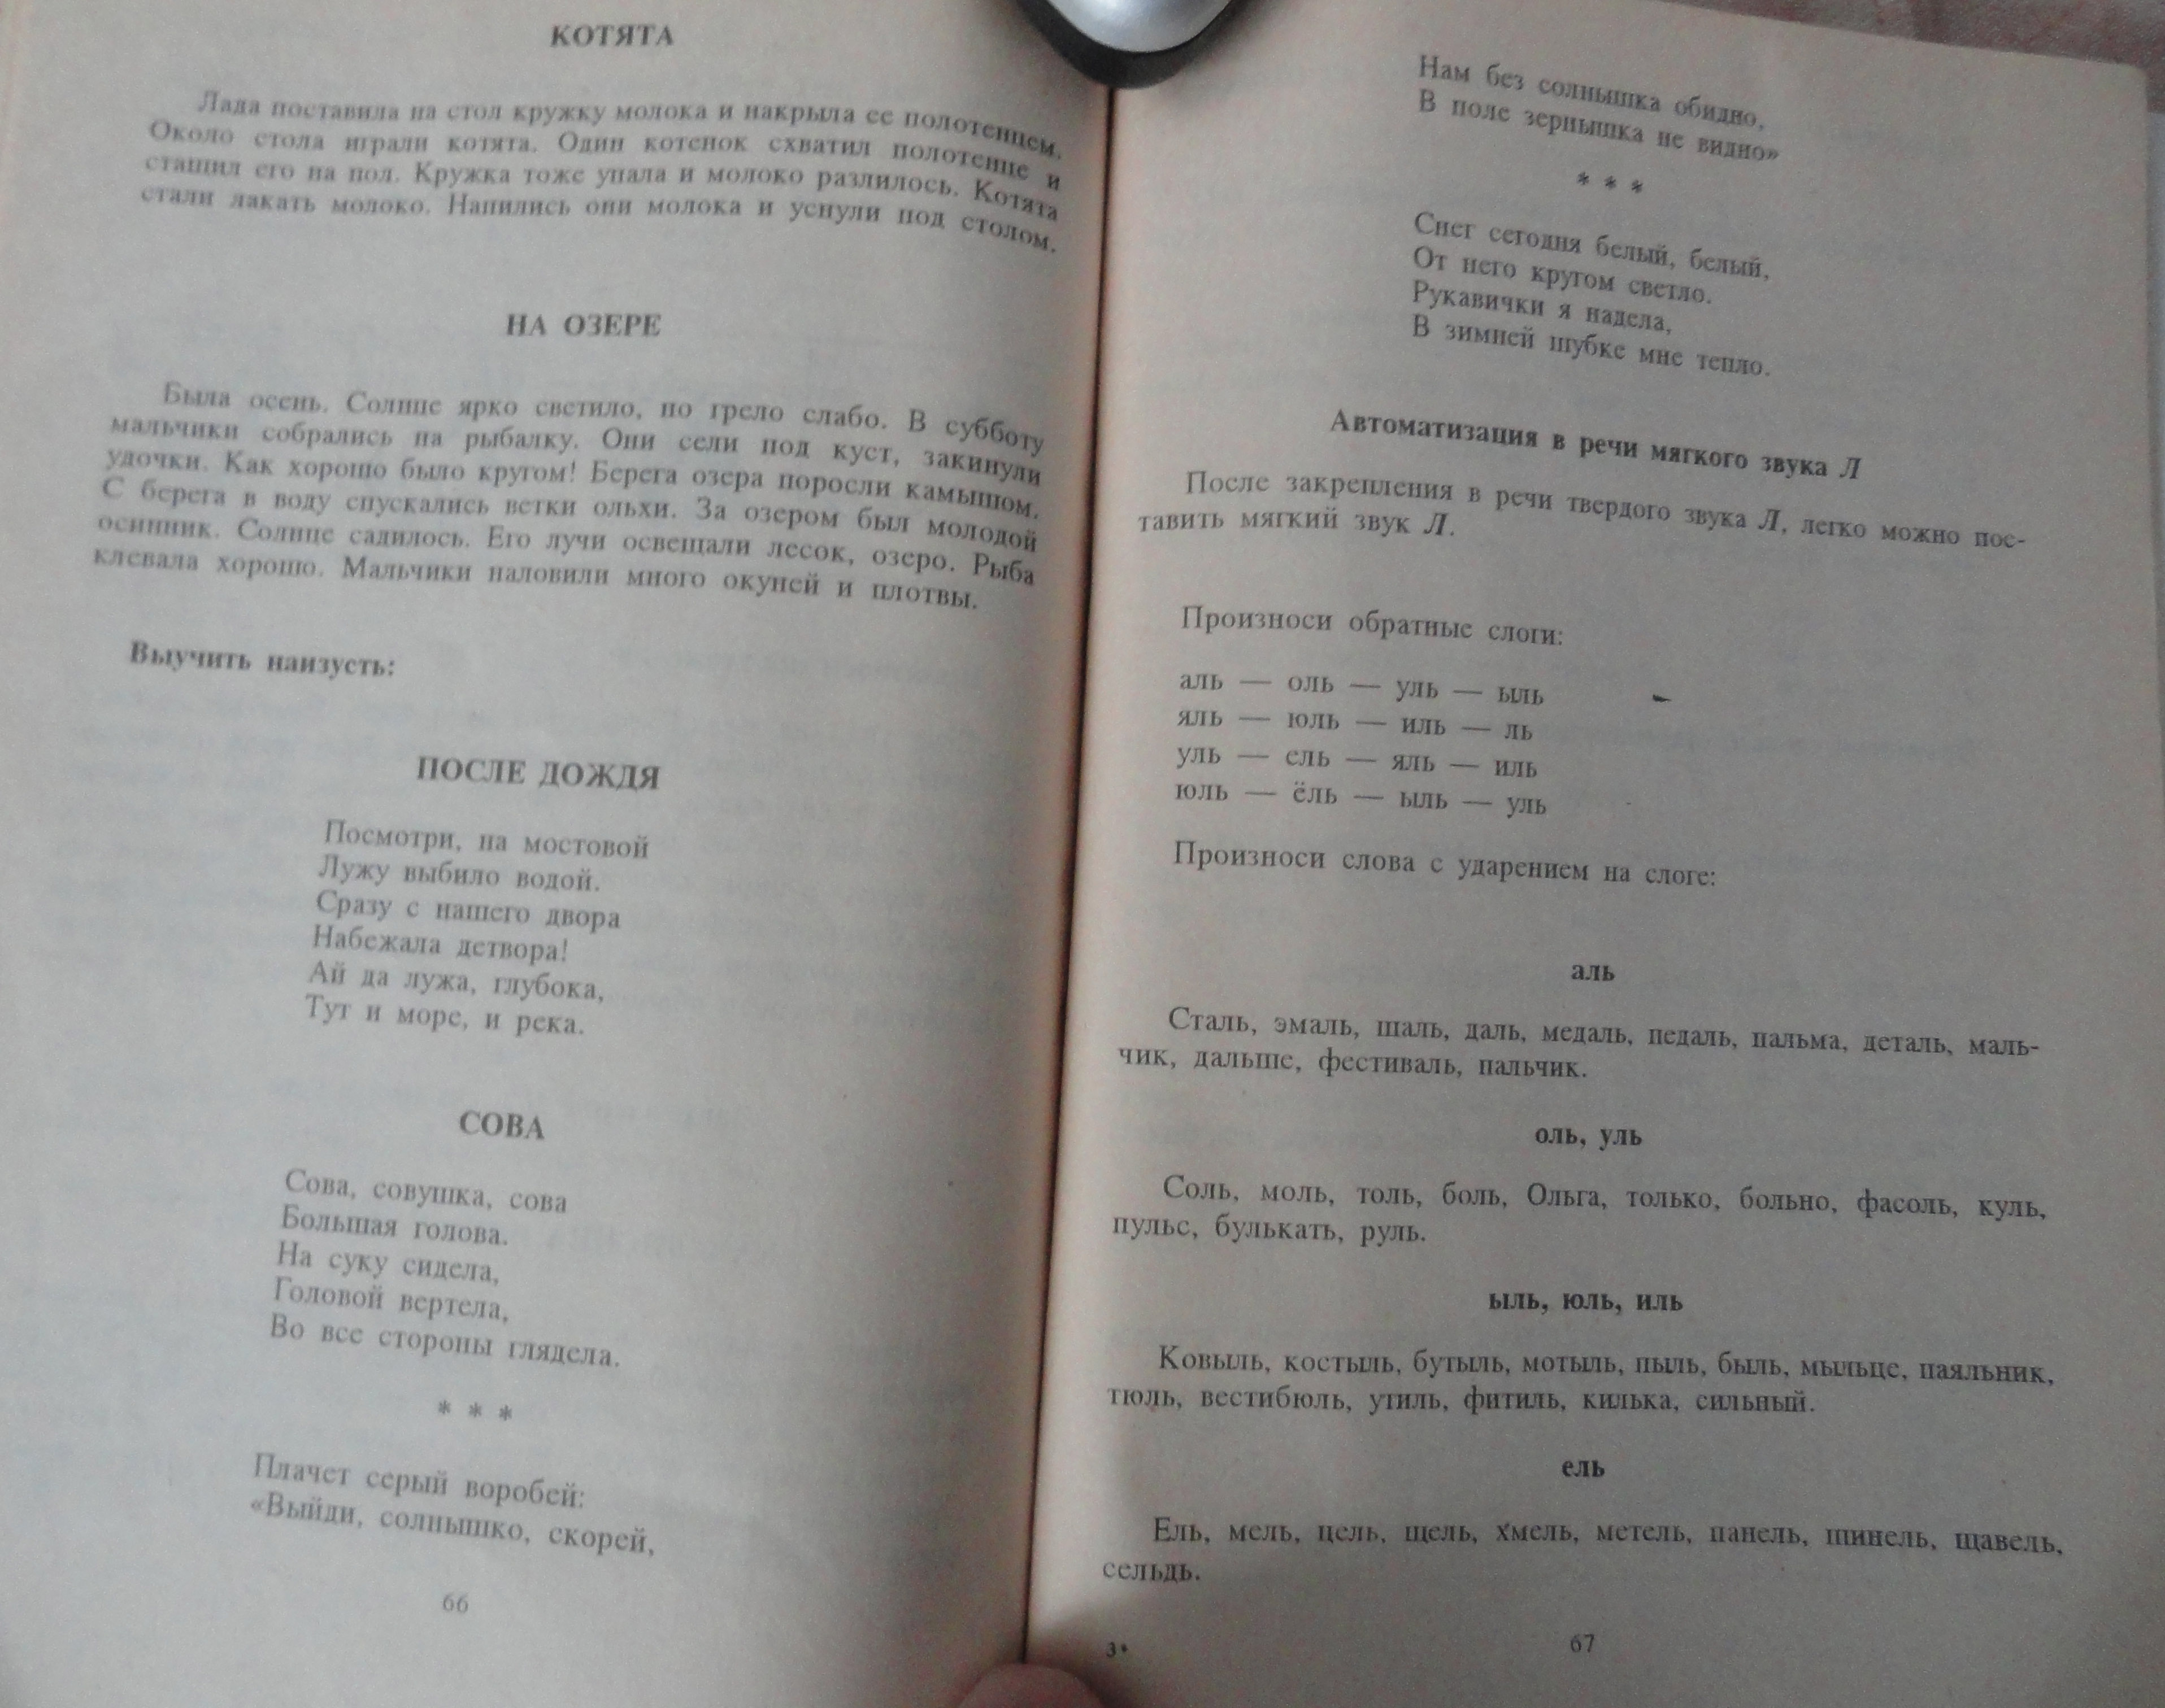 КОТЯТА
Лада поставила на стол кружку молока и накрыла ее полотенцем.
Около стола играли котята. Один котенок схватил полотенце и
стащил его на пол. Кружка тоже упала и молоко разлилось. Котята
стали лакать молоко. Напились они молока и уснули под столом.
НА ОЗЕРЕ
Была осень. Солнце ярко светило, но грело слабо. В субботу
мальчики собрались на рыбалку. Они сели под куст, закинули
удочки. Как хорошо было кругом! Берега озера поросли камышом.
С берега в воду спускались ветки ольхи. За озером был молодой
осинник. Солнце садилось. Его лучи освещали лесок, озеро. Рыба
клевала хорошо. Мальчики наловили много окуней и плотвы.
Выучить наизусть:
ПОСЛЕ ДОЖДЯ
Посмотри, на мостовой
Лужу выбило водой.
Сразу с нашего двора
Набежала детвора!
Ай да лужа, глубока,
Тут и море, и река.
СОВА
Сова, совушка, сова
Большая голова.
На суку сидела,
Головой вертела,
Во все стороны глядела.
* * *
Плачет серый воробей:
«Выйди, солнышко, скорей,
66
Нам без солнышка обидно,
В поле зернышка не видно»
* * *
Снег сегодня белый, белый,
От него кругом светло.
Рукавички я надела,
В зимней шубке мне тепло.
Автоматизация в речи мягкого звука Л
После закрепления в речи твердого звука Л, легко можно пос-
тавить мягкий звук Л.
Произноси обратные слоги:
аль — оль — уль — ыль
яль — юль — иль — ль
уль — ель — яль — иль
юль — ёль — ыль — уль
Произноси слова с ударением на слоге:
аль
Сталь, эмаль, шаль, даль, медаль, педаль, пальма, деталь, маль-
чик, дальше, фестиваль, пальчик.
оль, уль
Соль, моль, толь, боль, Ольга, только, больно, фасоль, куль,
пульс, булькать, руль.
ыль, юль, иль
Ковыль, костыль, бутыль, мотыль, пыль, быль, мыльце, паяльник,
тюль, вестибюль, утиль, фитиль, килька, сильный.
ель
Ель, мель, цель, щель, хмель, метель, панель, шинель, щавель,
сельдь.
3*
67